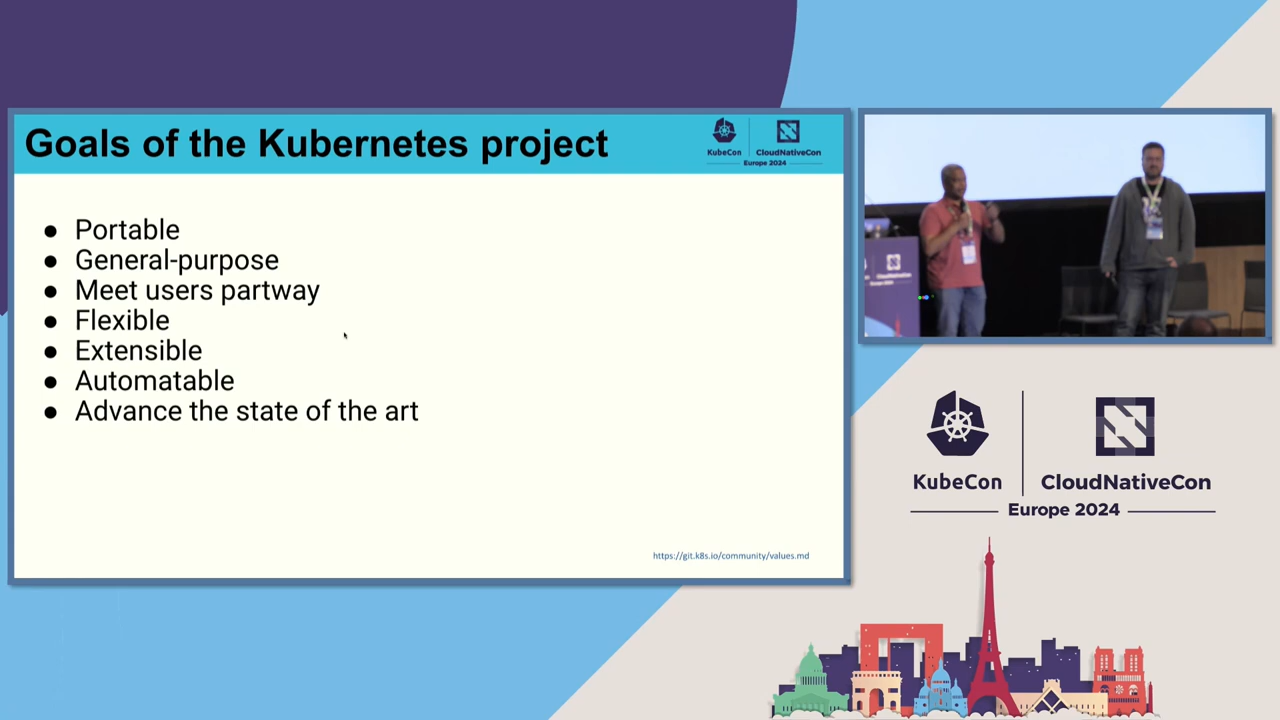 Goals of the Kubernetes project
KubeCon
CloudNativeCon
Europe 2024
Portable
General-purpose
Meet users partway
Flexible
Extensible
Automatable
Advance the state of the art
https://git.k8s.io/community/values.md
KubeCon
CloudNativeCon
Europe 2024